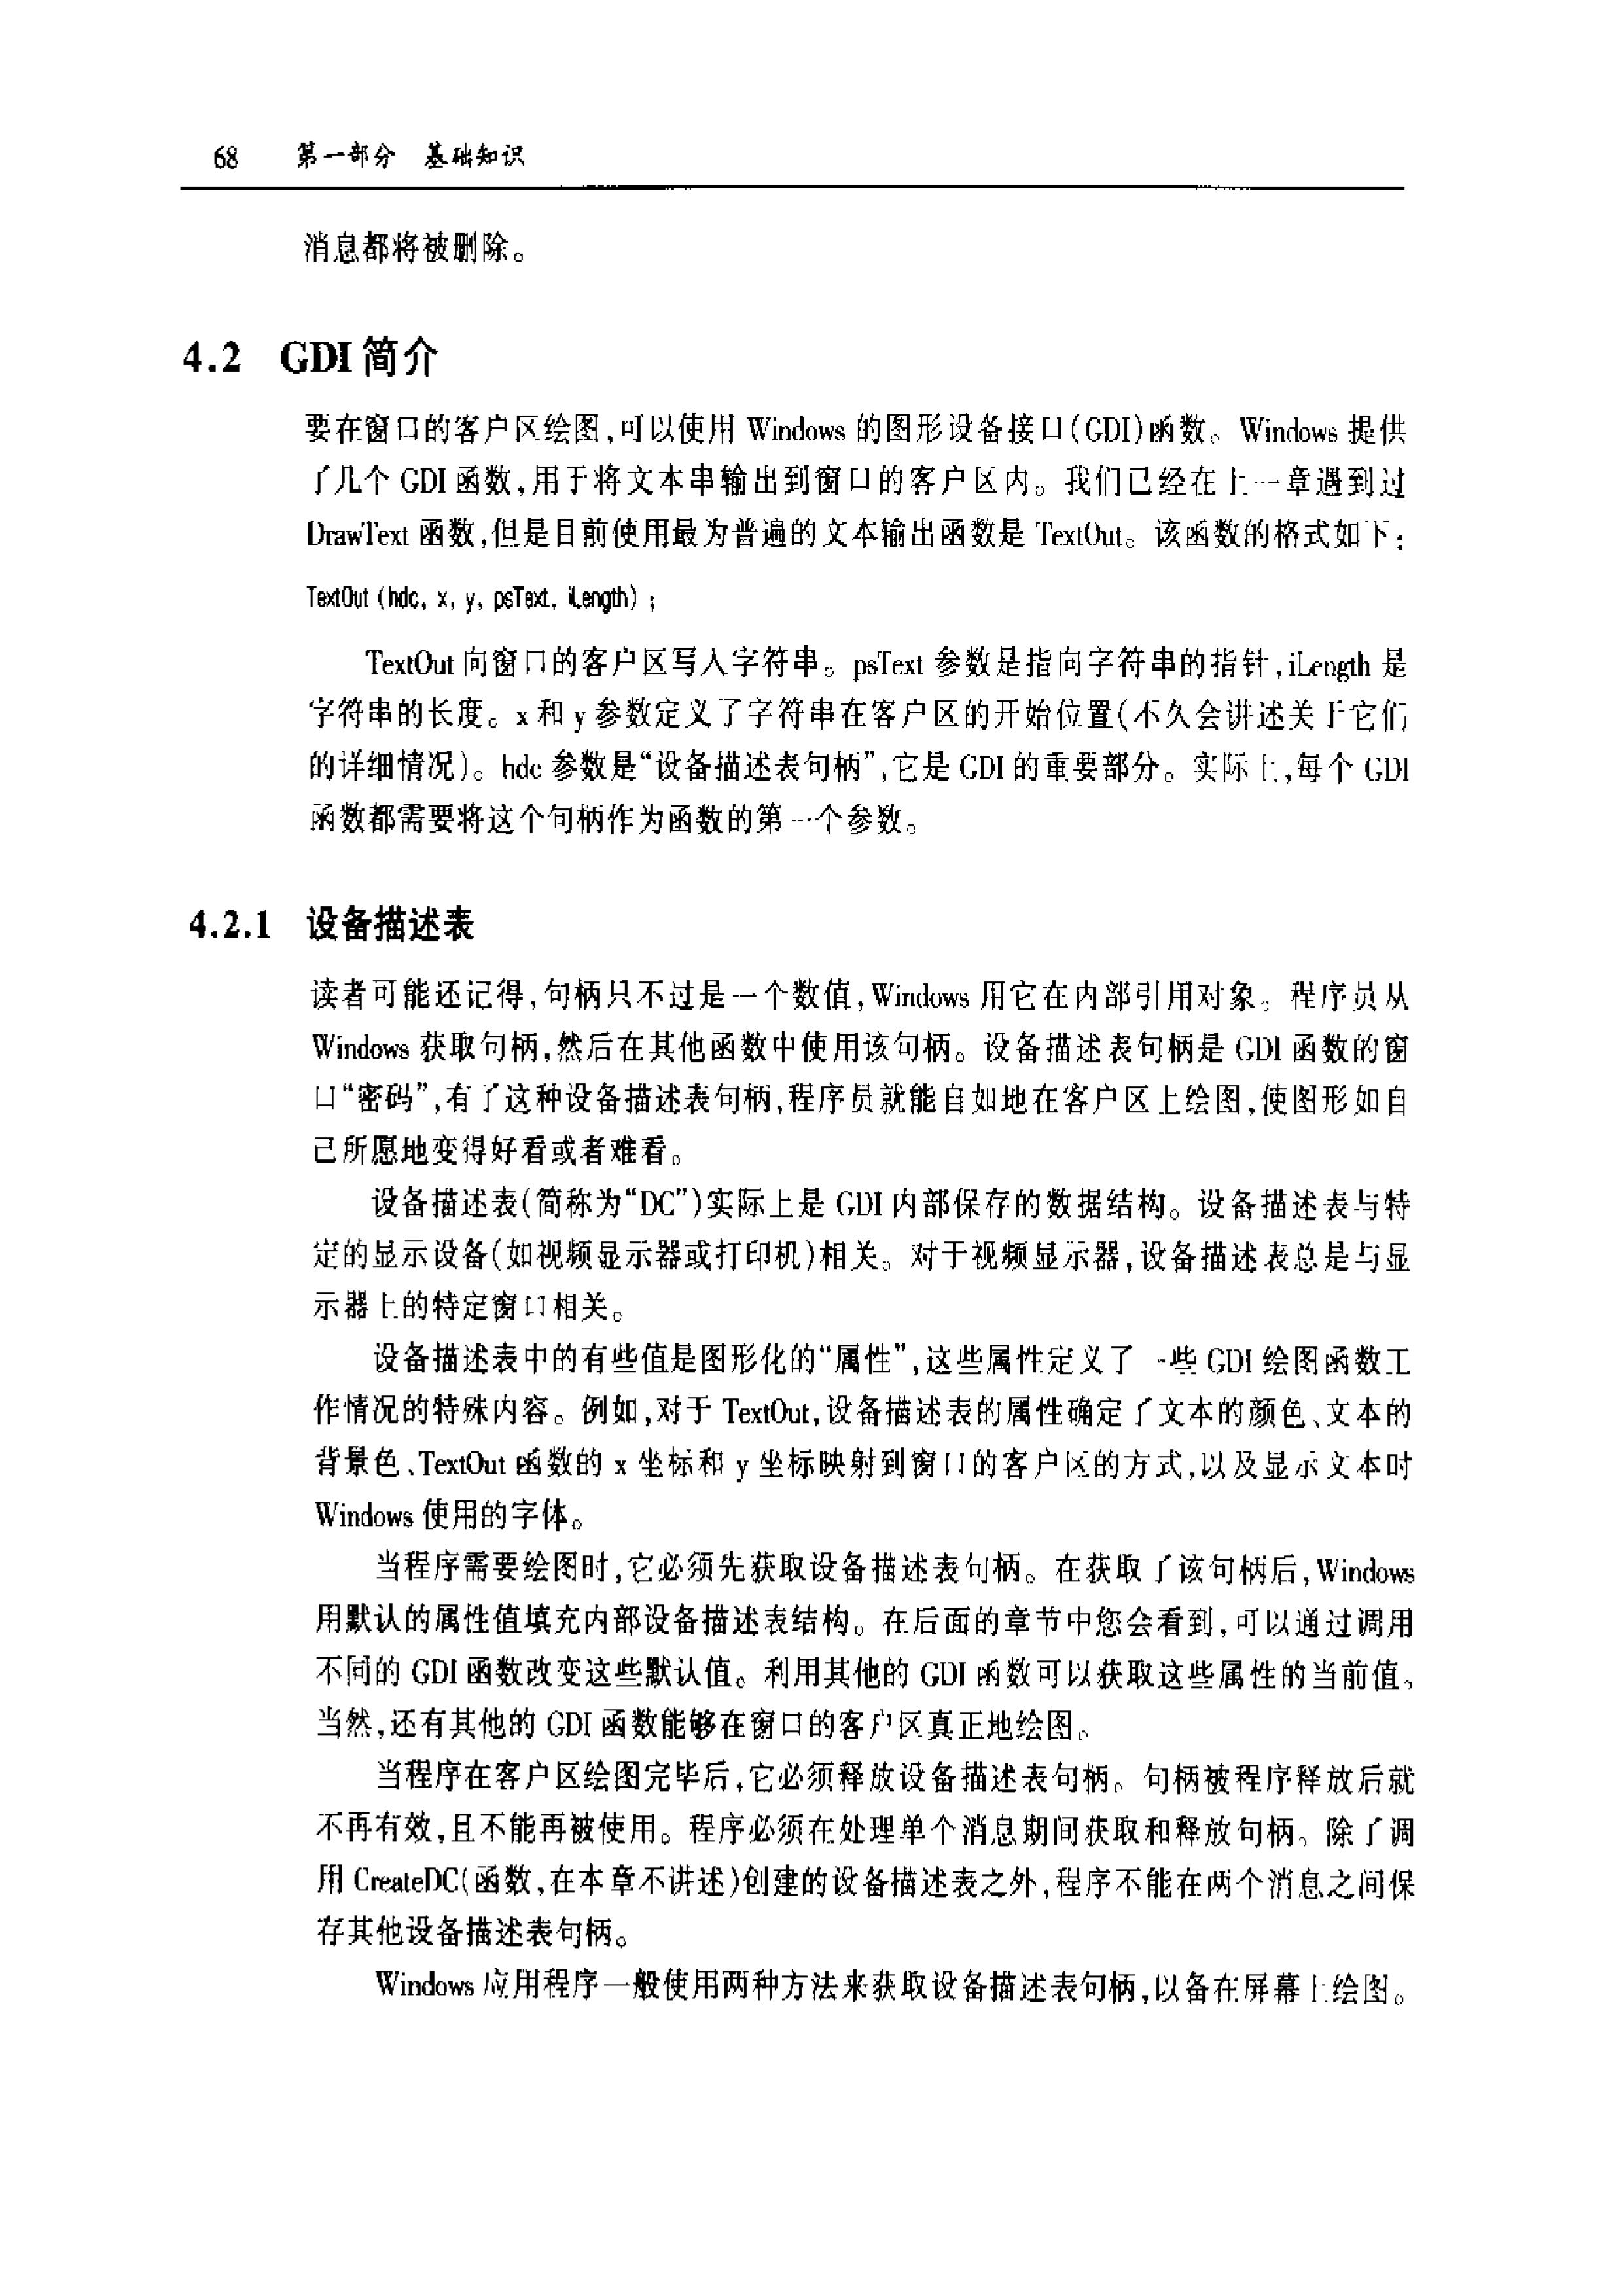 68 第一部分 基础知识
消息都将被删除。
4.2 GDI 简介
要在窗口的客户区绘图,可以使用 Windows 的图形设备接口(GDI)函数。Windows 提供
了几个 GDI 函数,用于将文本串输出到窗口的客户区内。我们已经在上一章遇到过
DrawText 函数,但是目前使用最为普遍的文本输出函数是 TextOut。该函数的格式如下:
TextOut (hdc, x, y, psText, iLength) ;
TextOut 向窗口的客户区写入字符串。psText 参数是指向字符串的指针,iLength 是
字符串的长度。x 和 y 参数定义了字符串在客户区的开始位置(不久会讲述关于它们
的详细情况)。hdc 参数是“设备描述表句柄”,它是 GDI 的重要部分。实际上,每个 GDI
函数都需要将这个句柄作为函数的第一个参数。
4.2.1 设备描述表
读者可能还记得,句柄只不过是一个数值,Windows 用它在内部引用对象。程序员从
Windows 获取句柄,然后在其他函数中使用该句柄。设备描述表句柄是 GDI 函数的窗
口“密码”,有了这种设备描述表句柄,程序员就能自如地在客户区上绘图,使图形如自
己所愿地变得好看或者难看。
设备描述表(简称为“DC”)实际上是 GDI 内部保存的数据结构。设备描述表与特
定的显示设备(如视频显示器或打印机)相关。对于视频显示器,设备描述表总是与显
示器上的特定窗口相关。
设备描述表中的有些值是图形化的“属性”,这些属性定义了一些 GDI 绘图函数工
作情况的特殊内容。例如,对于 TextOut,设备描述表的属性确定了文本的颜色、文本的
背景色、TextOut 函数的 x 坐标和 y 坐标映射到窗口的客户区的方式,以及显示文本时
Windows 使用的字体。
当程序需要绘图时,它必须先获取设备描述表句柄。在获取了该句柄后,Windows
用默认的属性值填充内部设备描述表结构。在后面的章节中您会看到,可以通过调用
不同的 GDI 函数改变这些默认值。利用其他的 GDI 函数可以获取这些属性的当前值。
当然,还有其他的 GDI 函数能够在窗口的客户区真正地绘图。
当程序在客户区绘图完毕后,它必须释放设备描述表句柄。句柄被程序释放后就
不再有效,且不能再被使用。程序必须在处理单个消息期间获取和释放句柄。除了调
用 CreateDC(函数,在本章不讲述)创建的设备描述表之外,程序不能在两个消息之间保
存其他设备描述表句柄。
Windows 应用程序一般使用两种方法来获取设备描述表句柄,以备在屏幕上绘图。